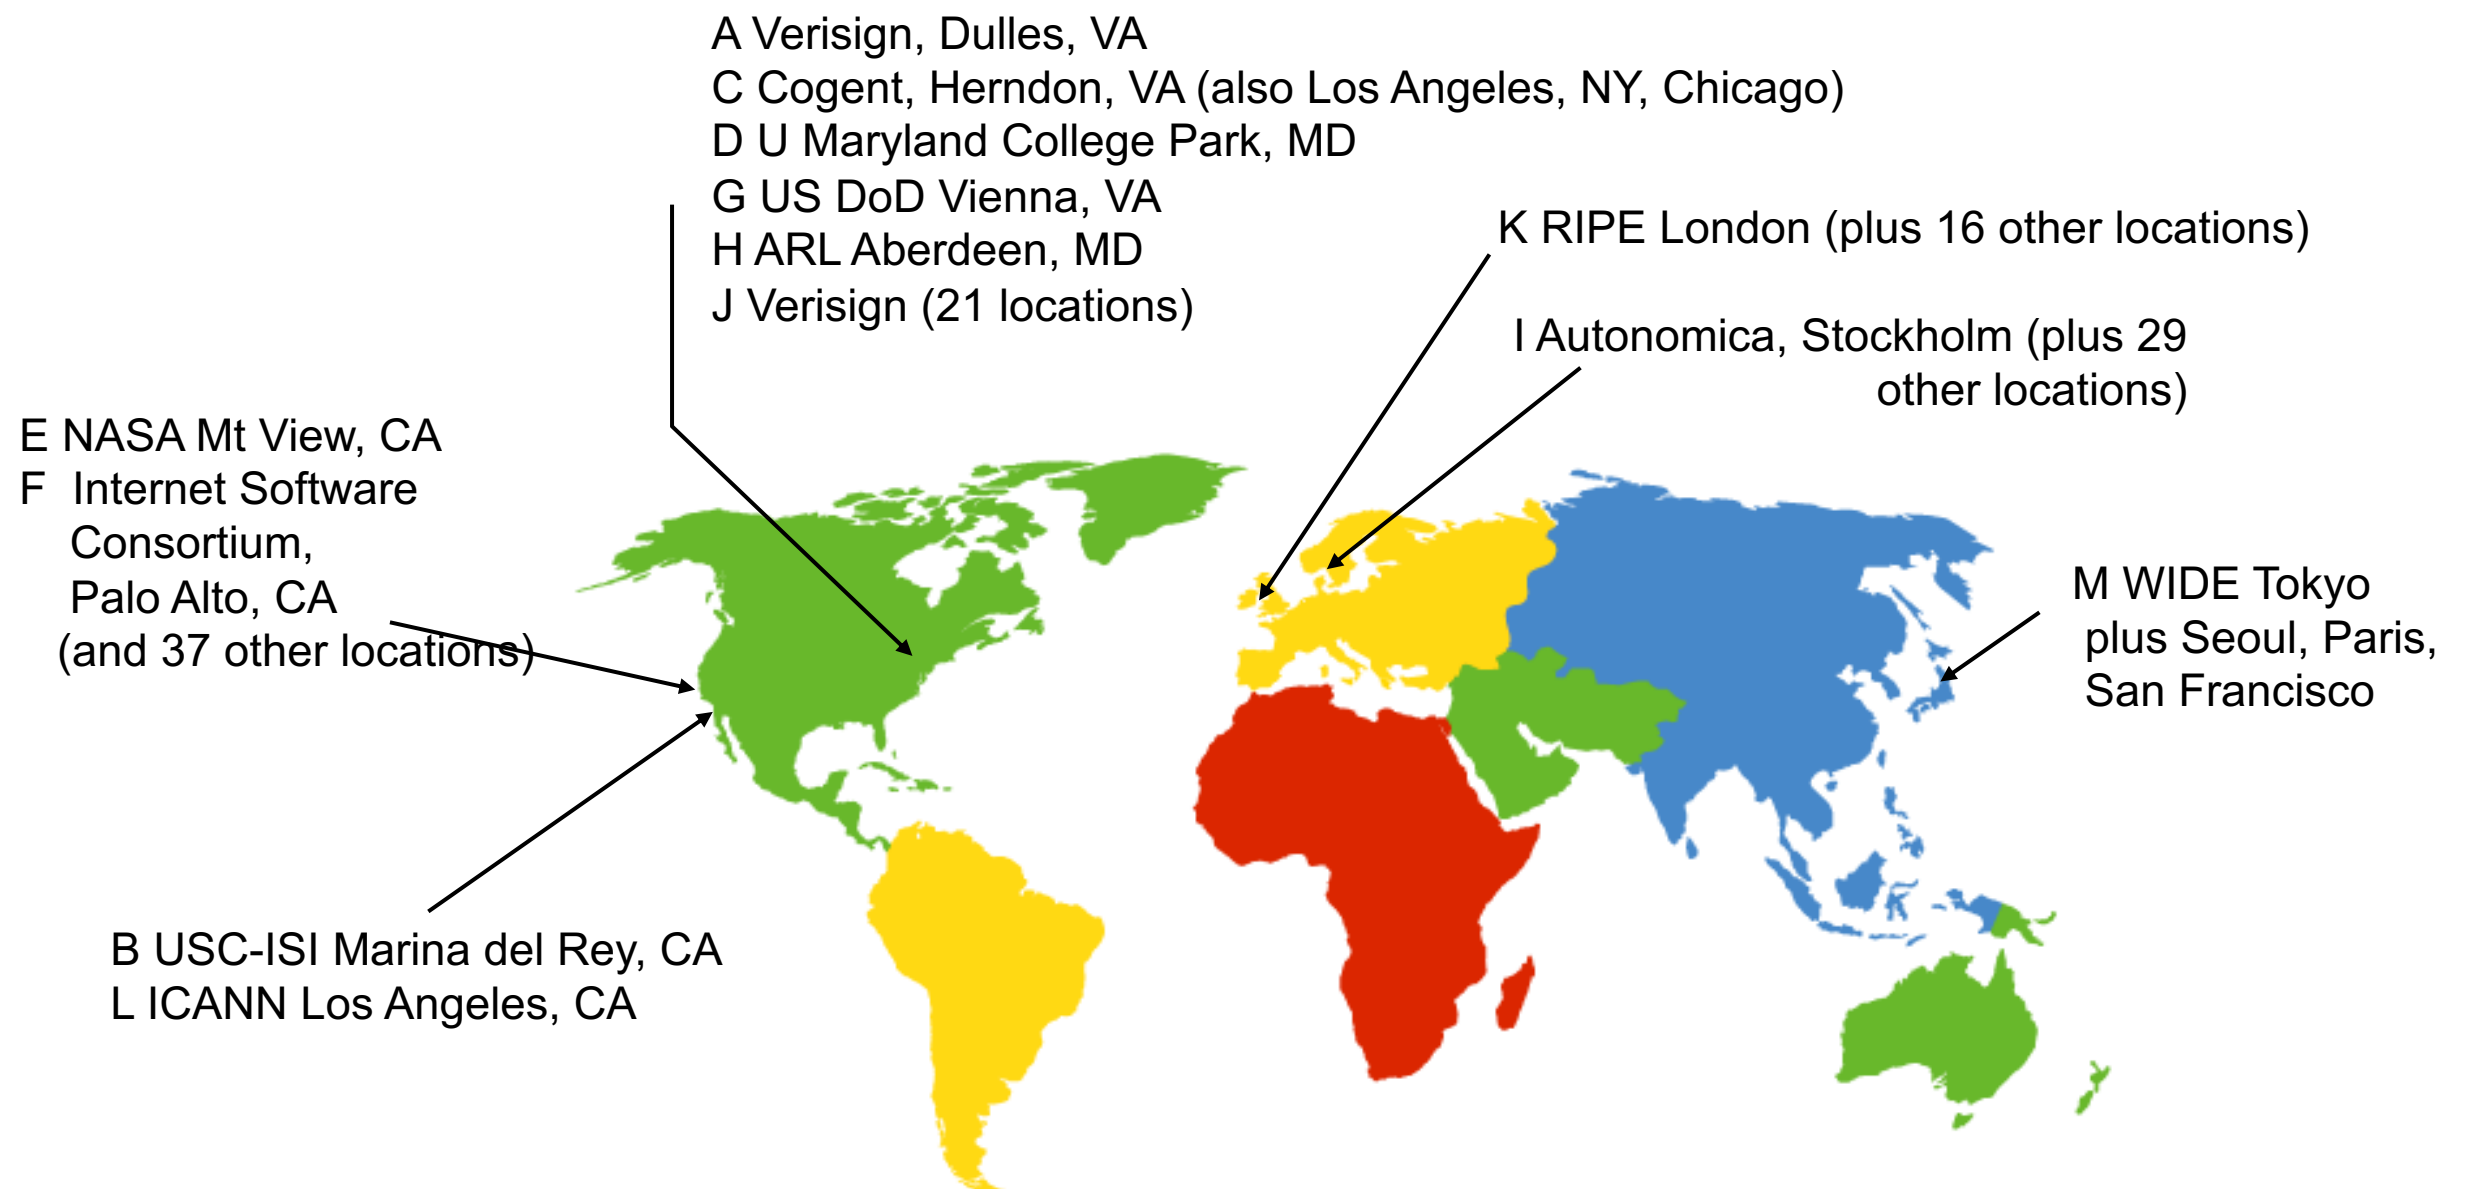 A Verisign, Dulles, VA
C Cogent, Herndon, VA (also Los Angeles, NY, Chicago)
D U Maryland College Park, MD
G US DoD Vienna, VA
H ARL Aberdeen, MD
J Verisign (21 locations)
K RIPE London (plus 16 other locations)
I Autonomica, Stockholm (plus 29
other locations)
E NASA Mt View, CA
F Internet Software
Consortium,
Palo Alto, CA
(and 37 other locations)
M WIDE Tokyo
plus Seoul, Paris,
San Francisco
B USC-ISI Marina del Rey, CA
L ICANN Los Angeles, CA